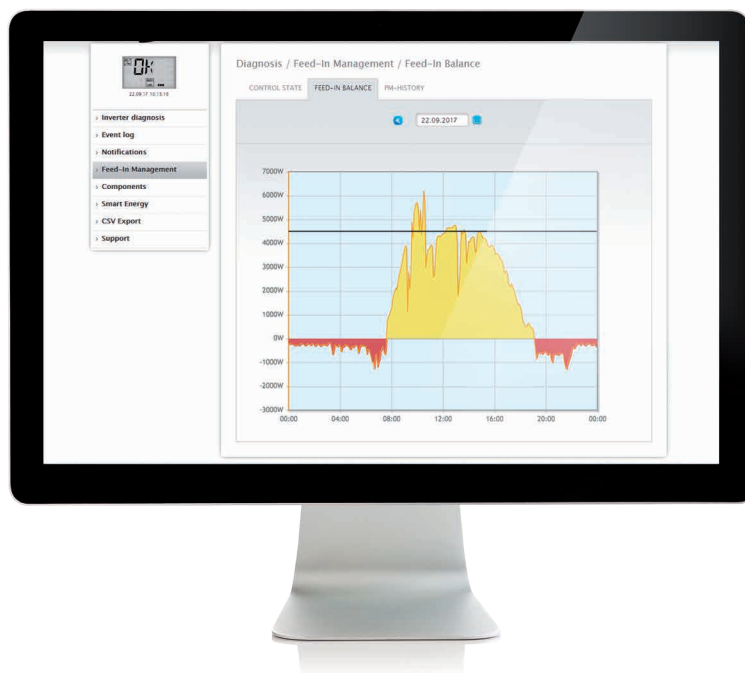 OK
22.09.17 10:15:10
› Inverter diagnosis
› Event log
› Notifications
› Feed-In Management
› Components
› Smart Energy
› CSV Export
› Support
Diagnosis / Feed-In Management / Feed-In Balance
CONTROL STATE FEED-IN BALANCE PM-HISTORY
22.09.2017
7000W
6000W
5000W
4000W
3000W
2000W
1000W
0W
-1000W
-2000W
-3000W
00:00 04:00 08:00 12:00 16:00 20:00 00:00